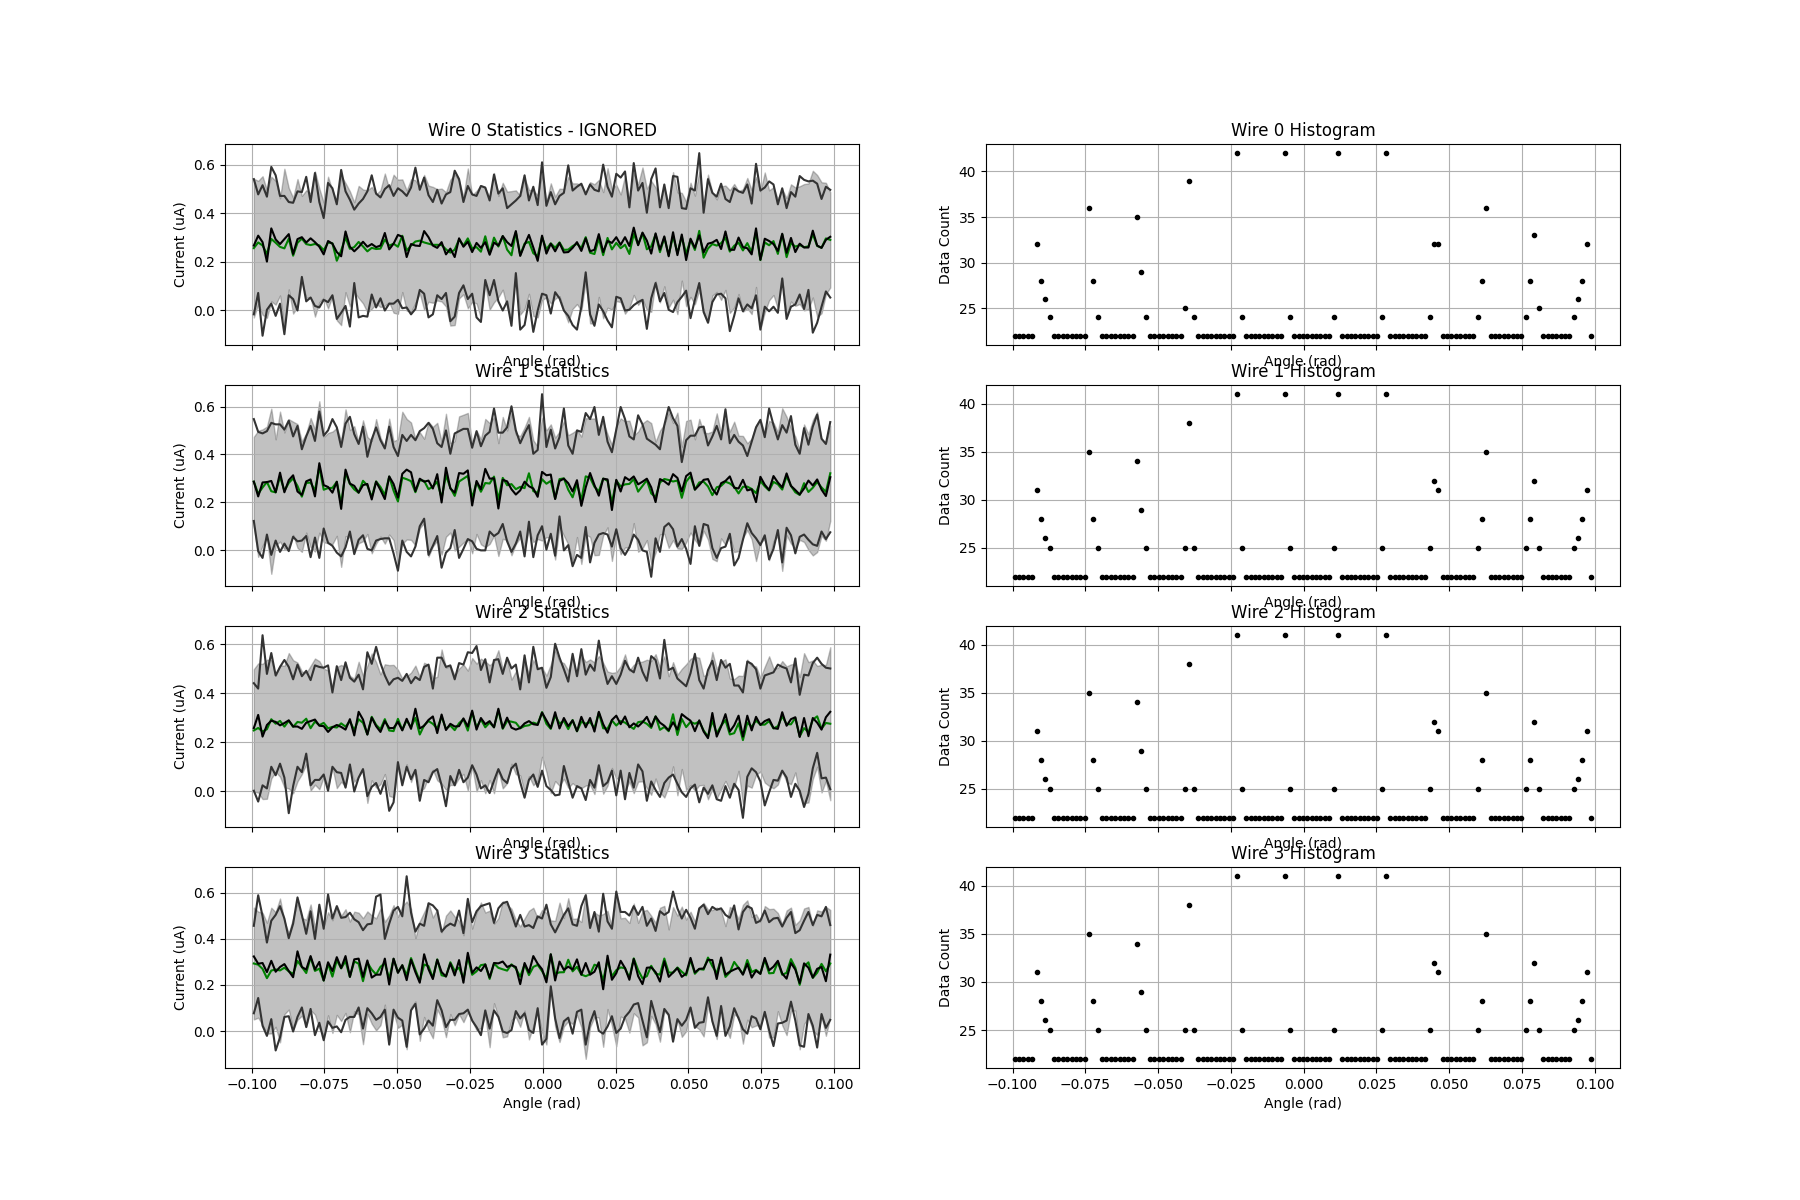 Wire 0 Statistics - IGNORED
Current (uA)
0.6
0.4
0.2
0.0
Angle (rad)
Wire 0 Histogram
Data Count
40
35
30
25
Angle (rad)
Wire 1 Statistics
Current (uA)
0.6
0.4
0.2
0.0
Angle (rad)
Wire 1 Histogram
Data Count
40
35
30
25
Angle (rad)
Wire 2 Statistics
Current (uA)
0.6
0.4
0.2
0.0
Angle (rad)
Wire 2 Histogram
Data Count
40
35
30
25
Angle (rad)
Wire 3 Statistics
Current (uA)
0.6
0.4
0.2
0.0
−0.100 −0.075 −0.050 −0.025 0.000 0.025 0.050 0.075 0.100
Angle (rad)
Wire 3 Histogram
Data Count
40
35
30
25
−0.100 −0.075 −0.050 −0.025 0.000 0.025 0.050 0.075 0.100
Angle (rad)